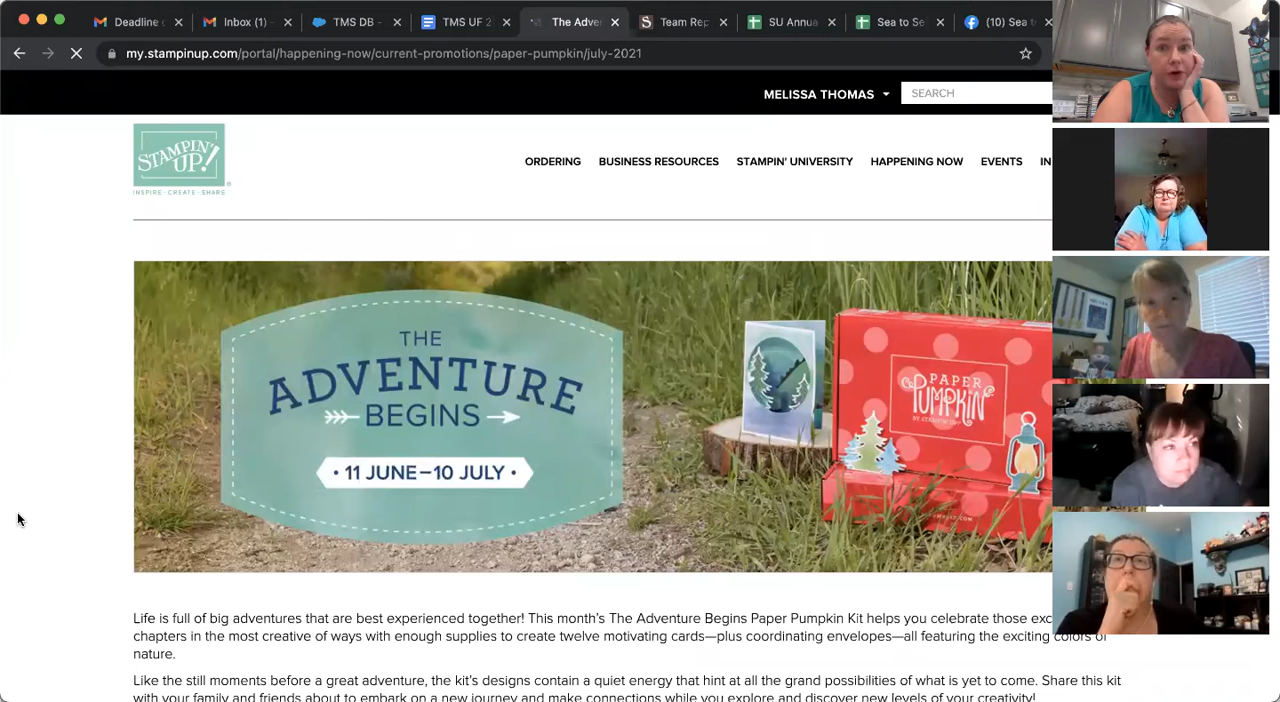 Deadline
Inbox (1)
TMS DB -
TMS UF 2
The Adve
Team Rep
SU Annua
Sea to Se
(10) Sea t
my.stampinup.com/portal/happening-now/current-promotions/paper-pumpkin/july-2021
MELISSA THOMAS
SEARCH
STAMPIN' UP!
INSPIRE · CREATE · SHARE
ORDERING
BUSINESS RESOURCES
STAMPIN' UNIVERSITY
HAPPENING NOW
EVENTS
IN
THE
ADVENTURE
BEGINS
• 11 JUNE–10 JULY •
PAPER
PUMPKIN
BY STAMPIN' UP!
Life is full of big adventures that are best experienced together! This month's The Adventure Begins Paper Pumpkin Kit helps you celebrate those exc
chapters in the most creative of ways with enough supplies to create twelve motivating cards—plus coordinating envelopes—all featuring the exciting colors of
nature.
Like the still moments before a great adventure, the kit's designs contain a quiet energy that hint at all the grand possibilities of what is yet to come. Share this kit
with your family and friends about to embark on a new journey and make connections while you explore and discover new levels of your creativity!